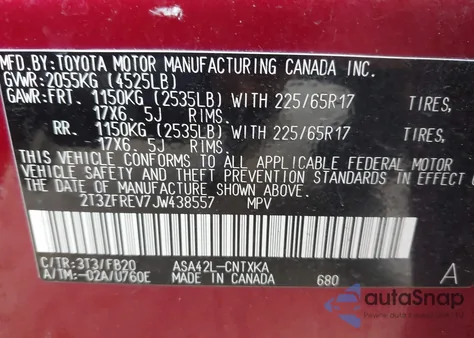 MFD. BY: TOYOTA MOTOR MANUFACTURING CANADA INC.
GVWR: 2055KG (4525LB)
GAWR: FRT. 1150KG (2535LB) WITH 225/65R17 TIRES,
17X6. 5J RIMS.
RR. 1150KG (2535LB) WITH 225/65R17 TIRES,
17X6. 5J RIMS.
THIS VEHICLE CONFORMS TO ALL APPLICABLE FEDERAL MOTOR
VEHICLE SAFETY AND THEFT PREVENTION STANDARDS IN EFFECT
THE DATE OF MANUFACTURE SHOWN ABOVE.
2T3ZFREV7JW438557 MPV
C/TR: 3T3/FB20 ASA42L-CNTXKA
A/TM: -02A/U760E MADE IN CANADA 680 A
autoSnap
POWERED BY